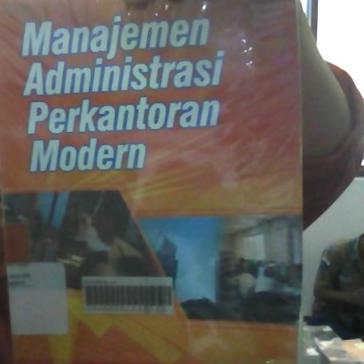 Manajemen
Administrasi
Perkantoran
Modern